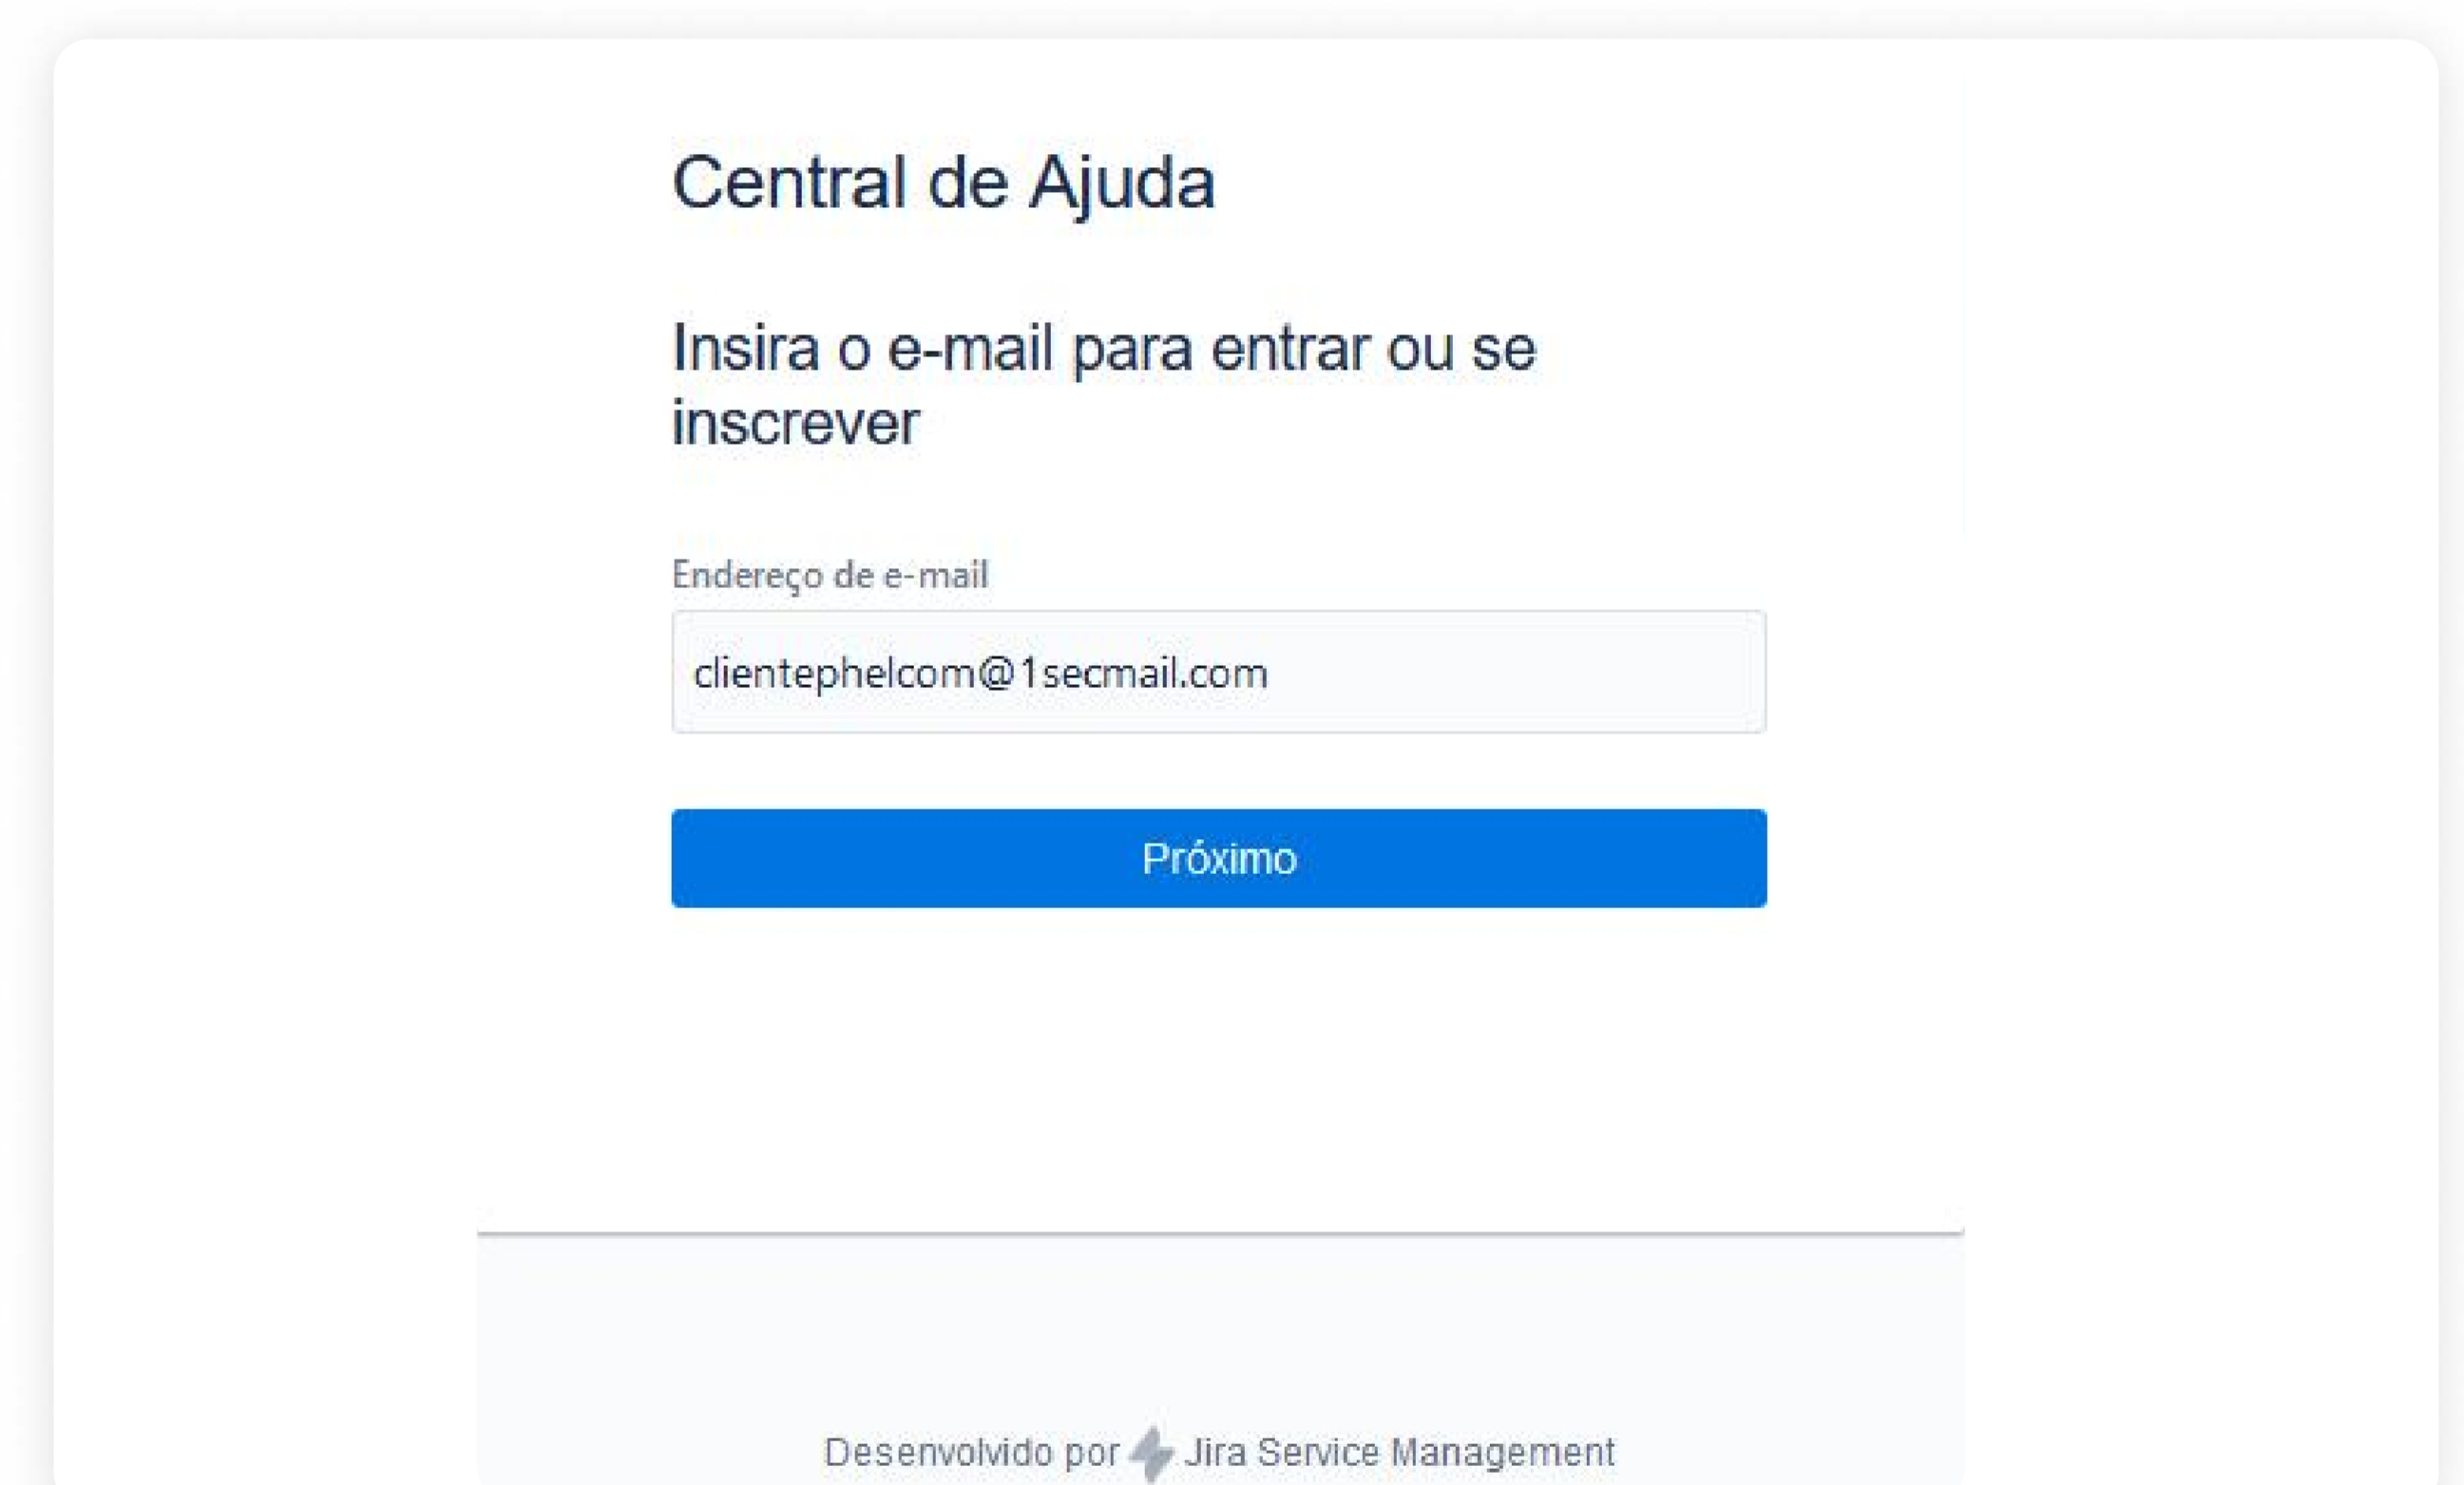 Central de Ajuda
Insira o e-mail para entrar ou se
inscrever
Endereço de e-mail
clientephelcom@1secmail.com
Próximo
Desenvolvido por Jira Service Management